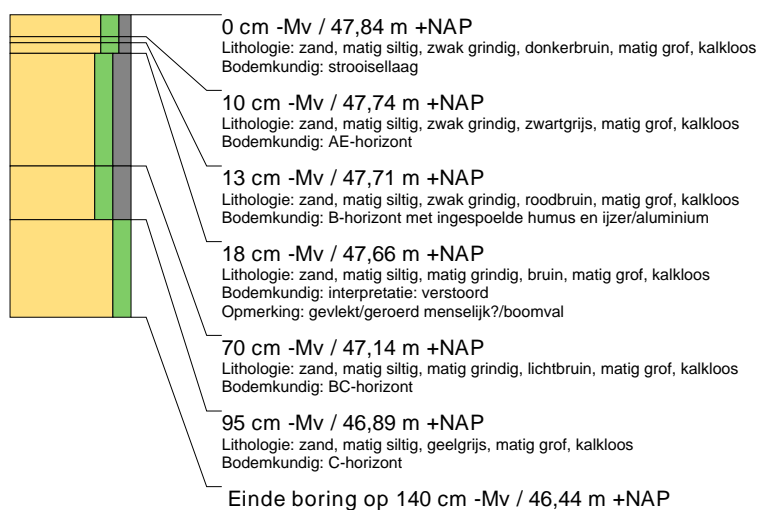 0 cm -Mv / 47,84 m +NAP
Lithologie: zand, matig siltig, zwak grindig, donkerbruin, matig grof, kalkloos
Bodemkundig: strooisellaag
10 cm -Mv / 47,74 m +NAP
Lithologie: zand, matig siltig, zwak grindig, zwartgrijs, matig grof, kalkloos
Bodemkundig: AE-horizont
13 cm -Mv / 47,71 m +NAP
Lithologie: zand, matig siltig, zwak grindig, roodbruin, matig grof, kalkloos
Bodemkundig: B-horizont met ingespoelde humus en ijzer/aluminium
18 cm -Mv / 47,66 m +NAP
Lithologie: zand, matig siltig, matig grindig, bruin, matig grof, kalkloos
Bodemkundig: interpretatie: verstoord
Opmerking: gevlekt/geroerd menselijk?/boomval
70 cm -Mv / 47,14 m +NAP
Lithologie: zand, matig siltig, matig grindig, lichtbruin, matig grof, kalkloos
Bodemkundig: BC-horizont
95 cm -Mv / 46,89 m +NAP
Lithologie: zand, matig siltig, geelgrijs, matig grof, kalkloos
Bodemkundig: C-horizont
Einde boring op 140 cm -Mv / 46,44 m +NAP